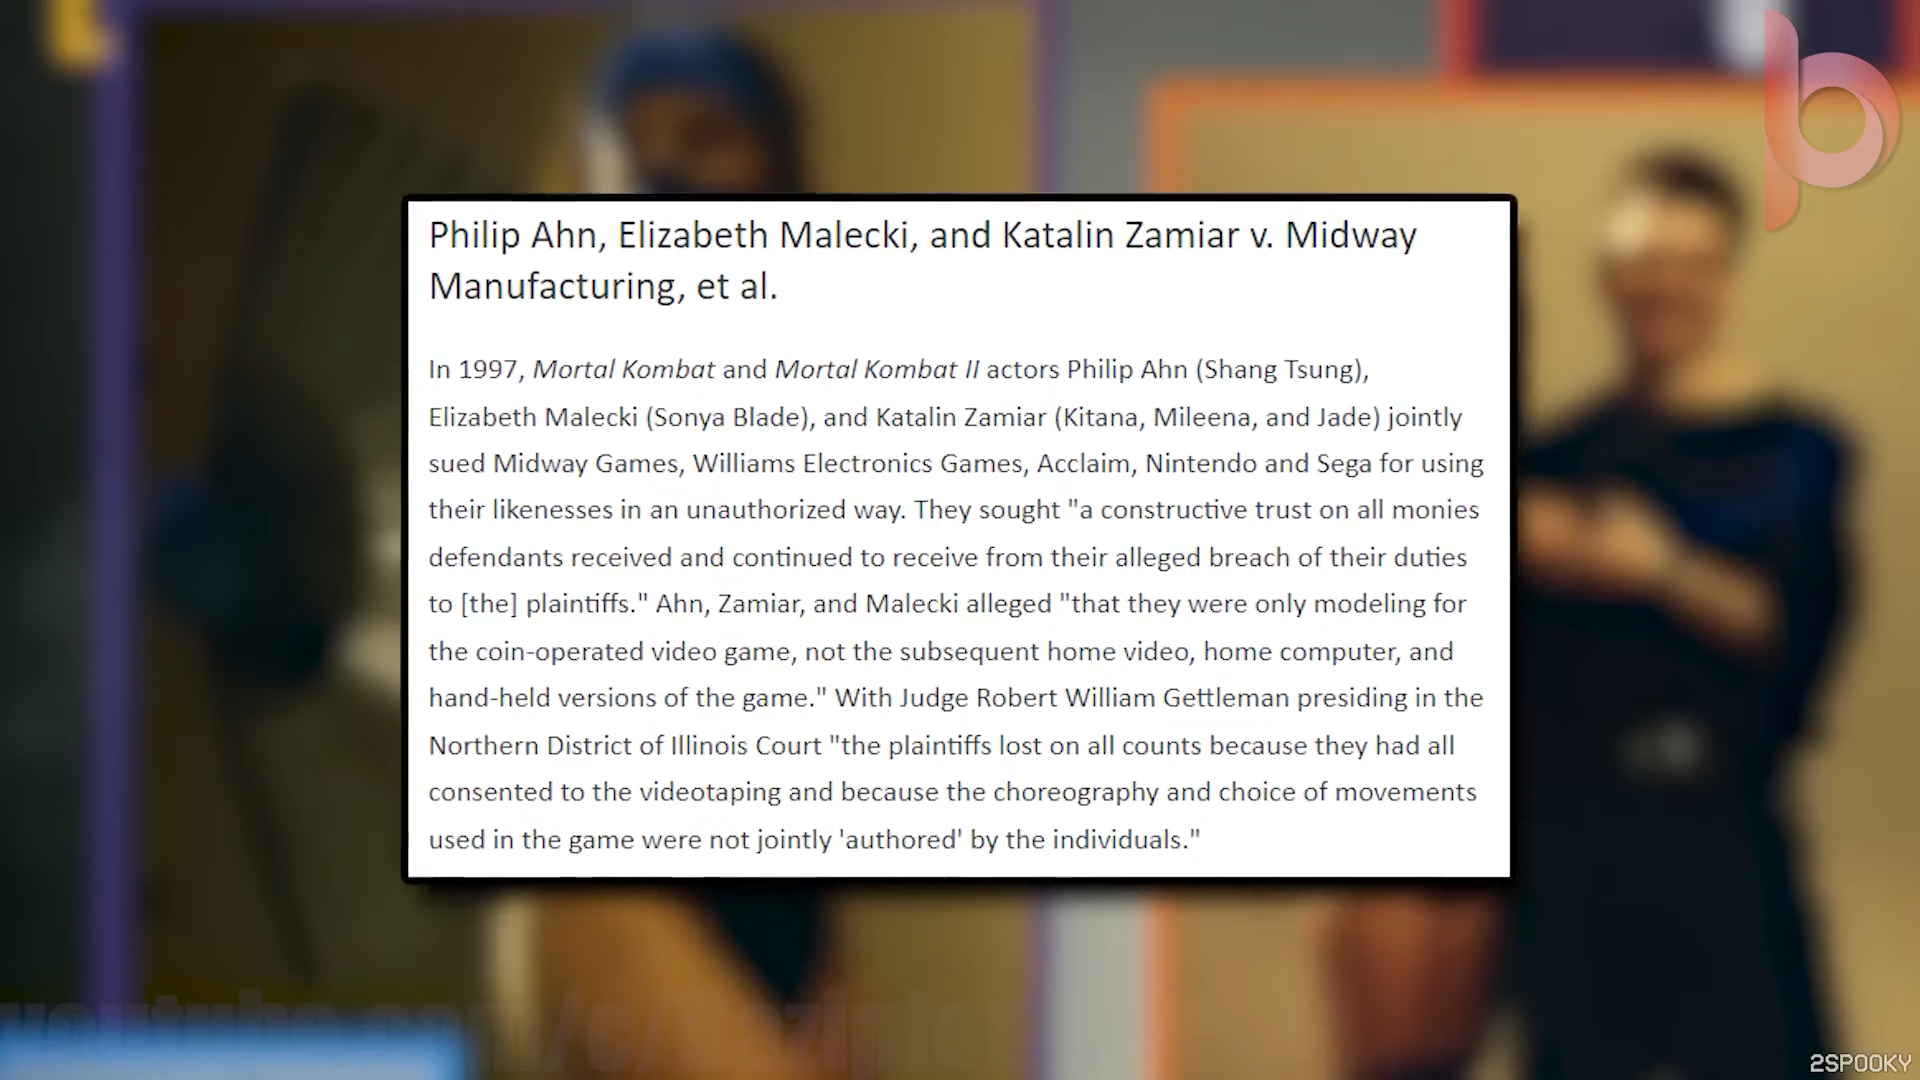 Philip Ahn, Elizabeth Malecki, and Katalin Zamiar v. Midway
Manufacturing, et al.
In 1997, Mortal Kombat and Mortal Kombat II actors Philip Ahn (Shang Tsung),
Elizabeth Malecki (Sonya Blade), and Katalin Zamiar (Kitana, Mileena, and Jade) jointly
sued Midway Games, Williams Electronics Games, Acclaim, Nintendo and Sega for using
their likenesses in an unauthorized way. They sought "a constructive trust on all monies
defendants received and continued to receive from their alleged breach of their duties
to [the] plaintiffs." Ahn, Zamiar, and Malecki alleged "that they were only modeling for
the coin-operated video game, not the subsequent home video, home computer, and
hand-held versions of the game." With Judge Robert William Gettleman presiding in the
Northern District of Illinois Court "the plaintiffs lost on all counts because they had all
consented to the videotaping and because the choreography and choice of movements
used in the game were not jointly 'authored' by the individuals."
2SPOOKY